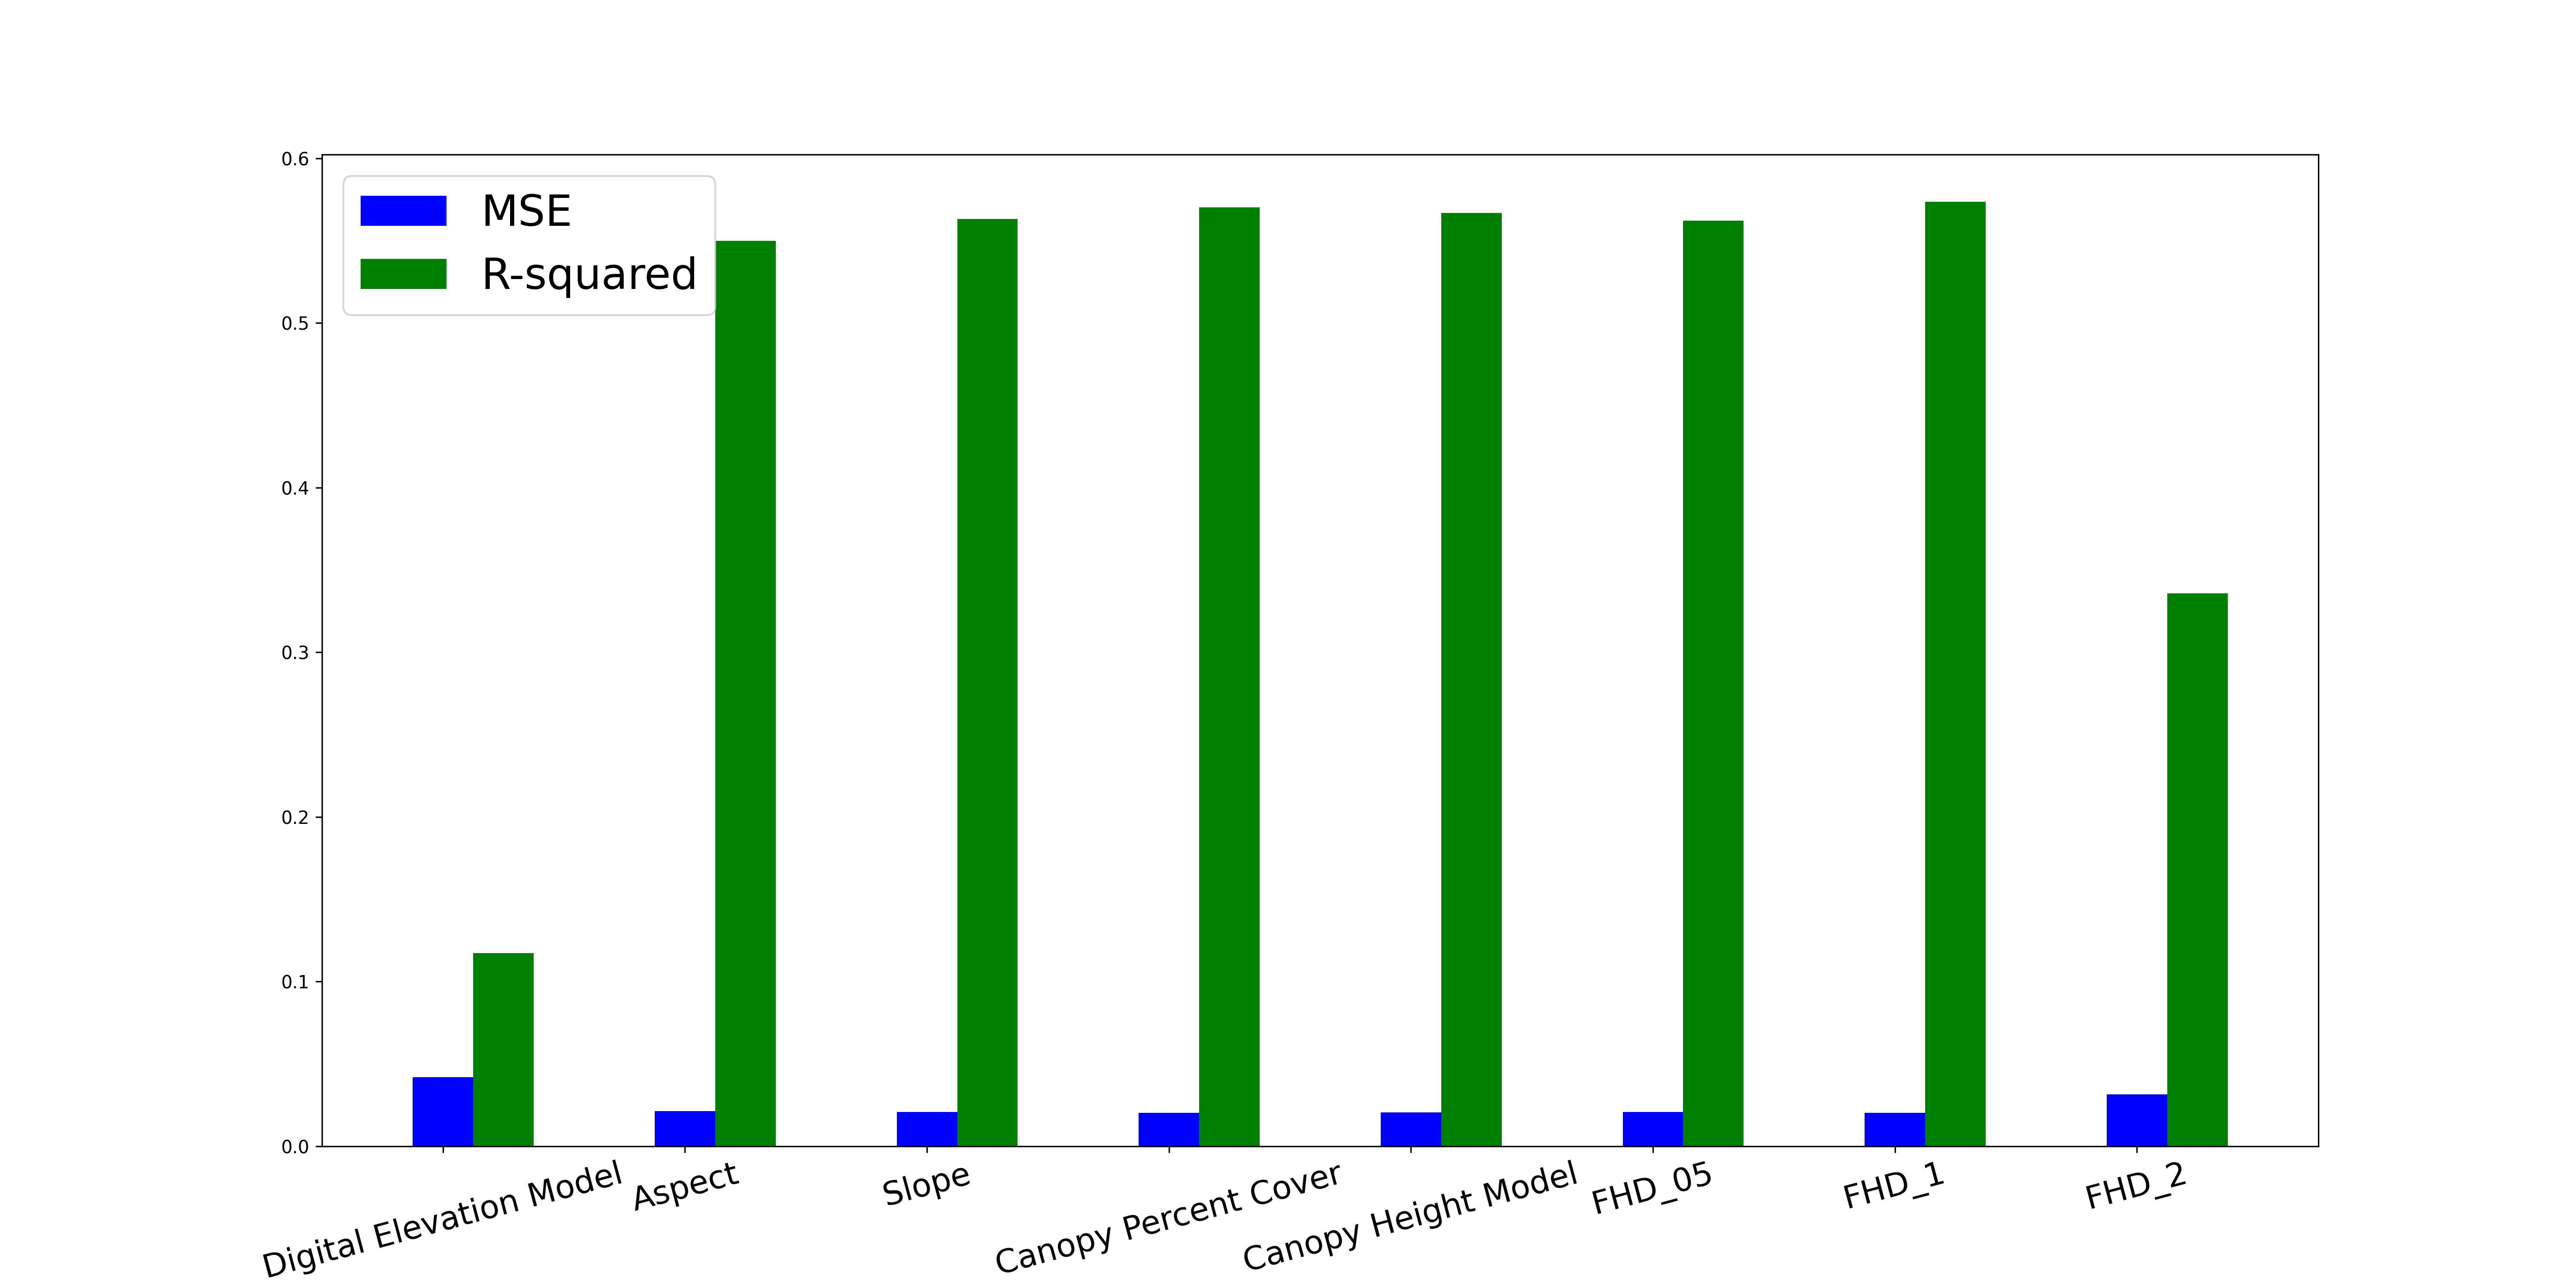 MSE
R-squared
0.6
0.5
0.4
0.3
0.2
0.1
0.0
Digital Elevation Model
Aspect
Slope
Canopy Percent Cover
Canopy Height Model
FHD_05
FHD_1
FHD_2